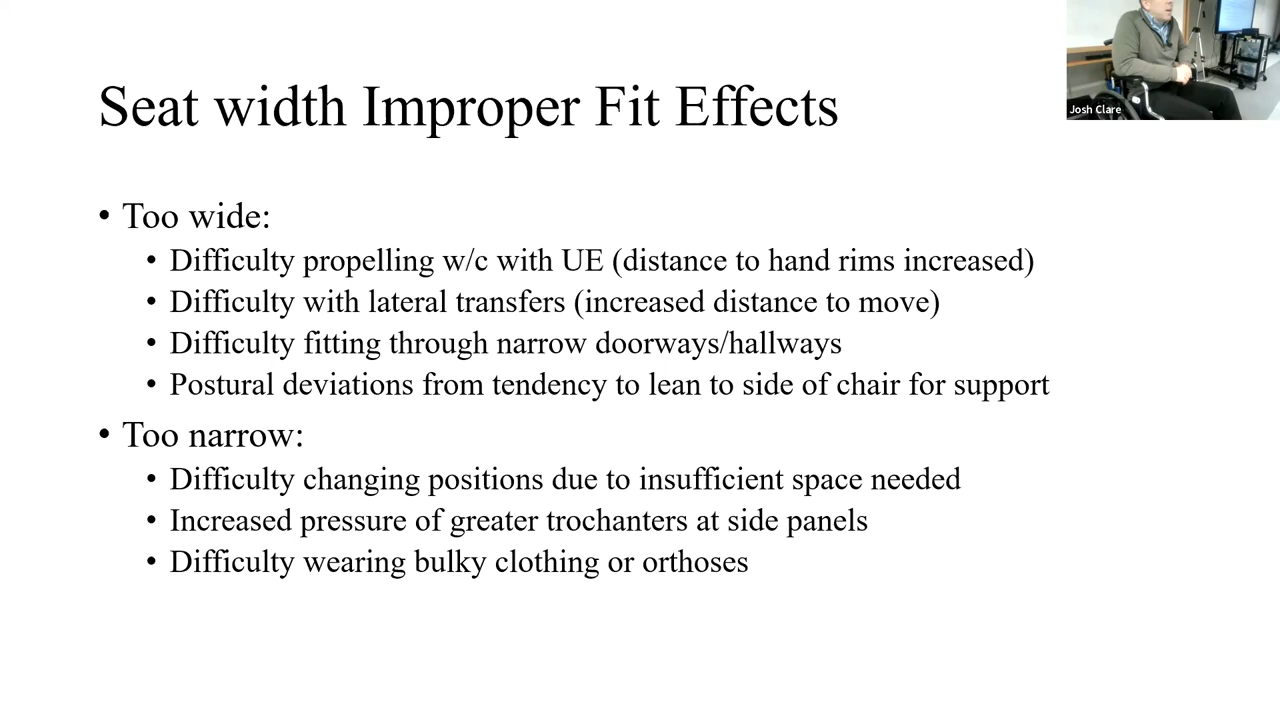 Josh Clare
Seat width Improper Fit Effects
• Too wide:
• Difficulty propelling w/c with UE (distance to hand rims increased)
• Difficulty with lateral transfers (increased distance to move)
• Difficulty fitting through narrow doorways/hallways
• Postural deviations from tendency to lean to side of chair for support
• Too narrow:
• Difficulty changing positions due to insufficient space needed
• Increased pressure of greater trochanters at side panels
• Difficulty wearing bulky clothing or orthoses